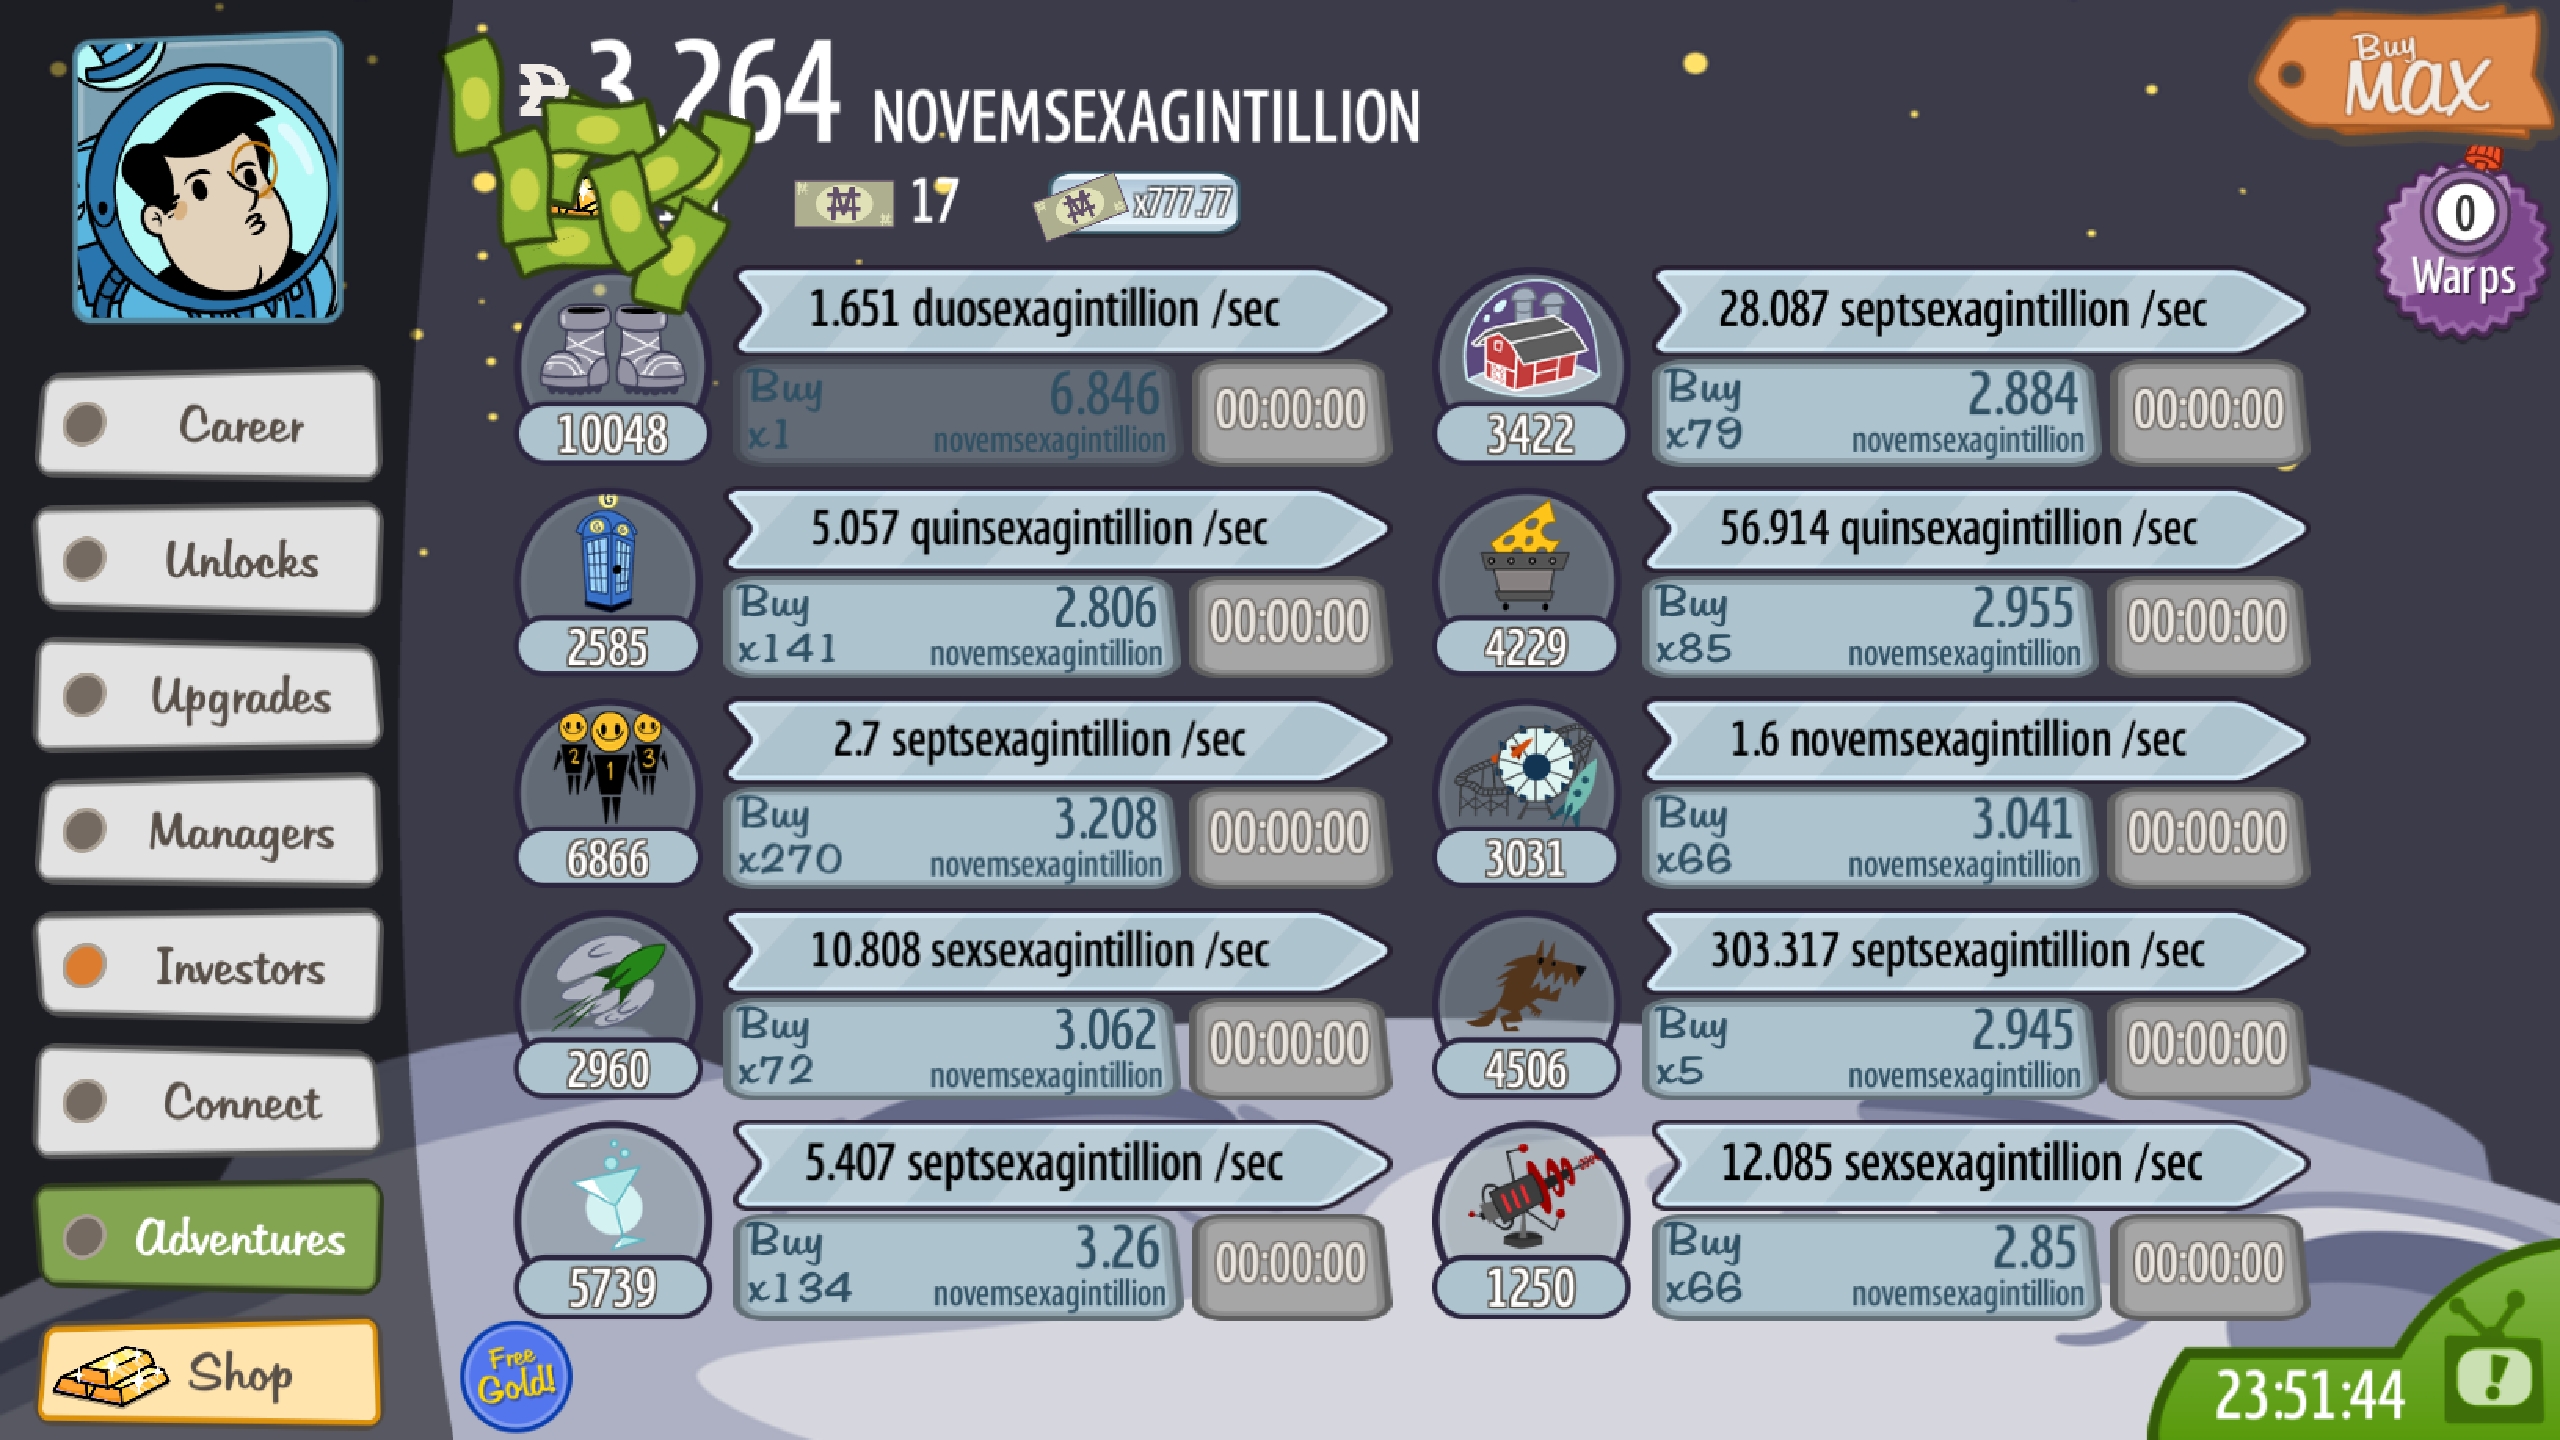 3.264 NOVEMSEXAGINTILLION
Buy
MAX
17
x777.77
0
Warps
Career
Unlocks
Upgrades
Managers
Investors
Connect
Adventures
Shop
1.651 duosexagintillion /sec
Buy 6.846
x1 novemsexagintillion
00:00:00
10048
5.057 quinsexagintillion /sec
Buy 2.806
x141 novemsexagintillion
00:00:00
2585
2 1 3
2.7 septsexagintillion /sec
Buy 3.208
x270 novemsexagintillion
00:00:00
6866
10.808 sexsexagintillion /sec
Buy 3.062
x72 novemsexagintillion
00:00:00
2960
5.407 septsexagintillion /sec
Buy 3.26
x134 novemsexagintillion
00:00:00
5739
28.087 septsexagintillion /sec
Buy 2.884
x79 novemsexagintillion
00:00:00
3422
56.914 quinsexagintillion /sec
Buy 2.955
x85 novemsexagintillion
00:00:00
4229
1.6 novemsexagintillion /sec
Buy 3.041
x66 novemsexagintillion
00:00:00
3031
303.317 septsexagintillion /sec
Buy 2.945
x5 novemsexagintillion
00:00:00
4506
12.085 sexsexagintillion /sec
Buy 2.85
x66 novemsexagintillion
00:00:00
1250
Free
Gold!
23:51:44
!